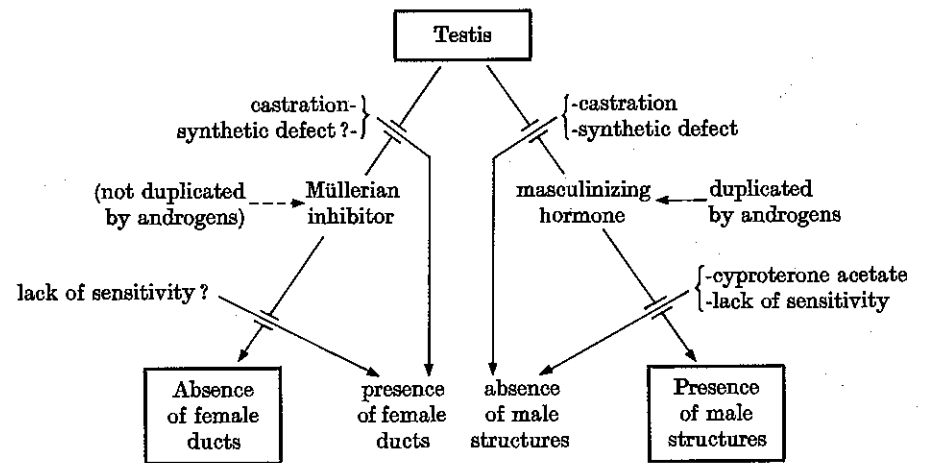 Testis
castration-
synthetic defect?-
-castration
-synthetic defect
(not duplicated
by androgens)
Müllerian
inhibitor
masculinizing
hormone
duplicated
by androgens
lack of sensitivity?
-cyproterone acetate
-lack of sensitivity
Absence
of female
ducts
presence
of female
ducts
absence
of male
structures
Presence
of male
structures